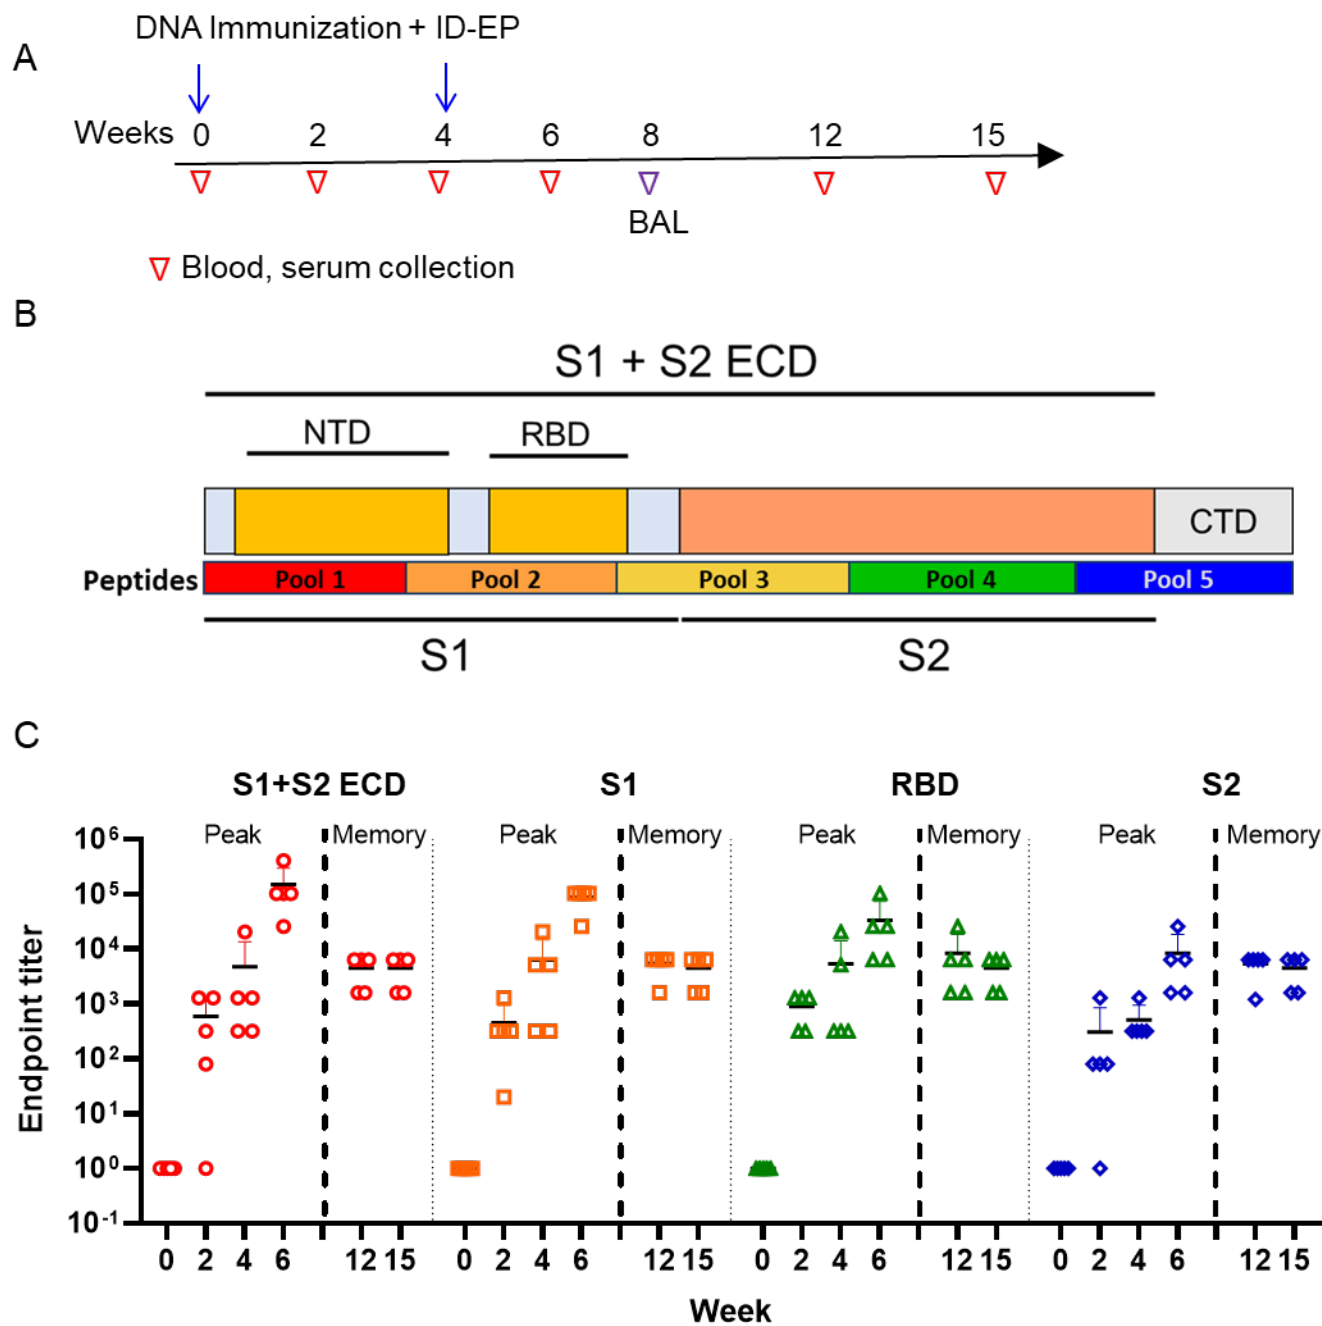 A
DNA Immunization + ID-EP
Weeks 0 2 4 6 8 12 15
BAL
Blood, serum collection
B
S1 + S2 ECD
NTD RBD
CTD
Peptides Pool 1 Pool 2 Pool 3 Pool 4 Pool 5
S1 S2
C
S1+S2 ECD S1 RBD S2
Peak Memory Peak Memory Peak Memory Peak Memory
Endpoint titer
10⁶
10⁵
10⁴
10³
10²
10¹
10⁰
10⁻¹
0 2 4 6 12 15 0 2 4 6 12 15 0 2 4 6 12 15 0 2 4 6 12 15
Week